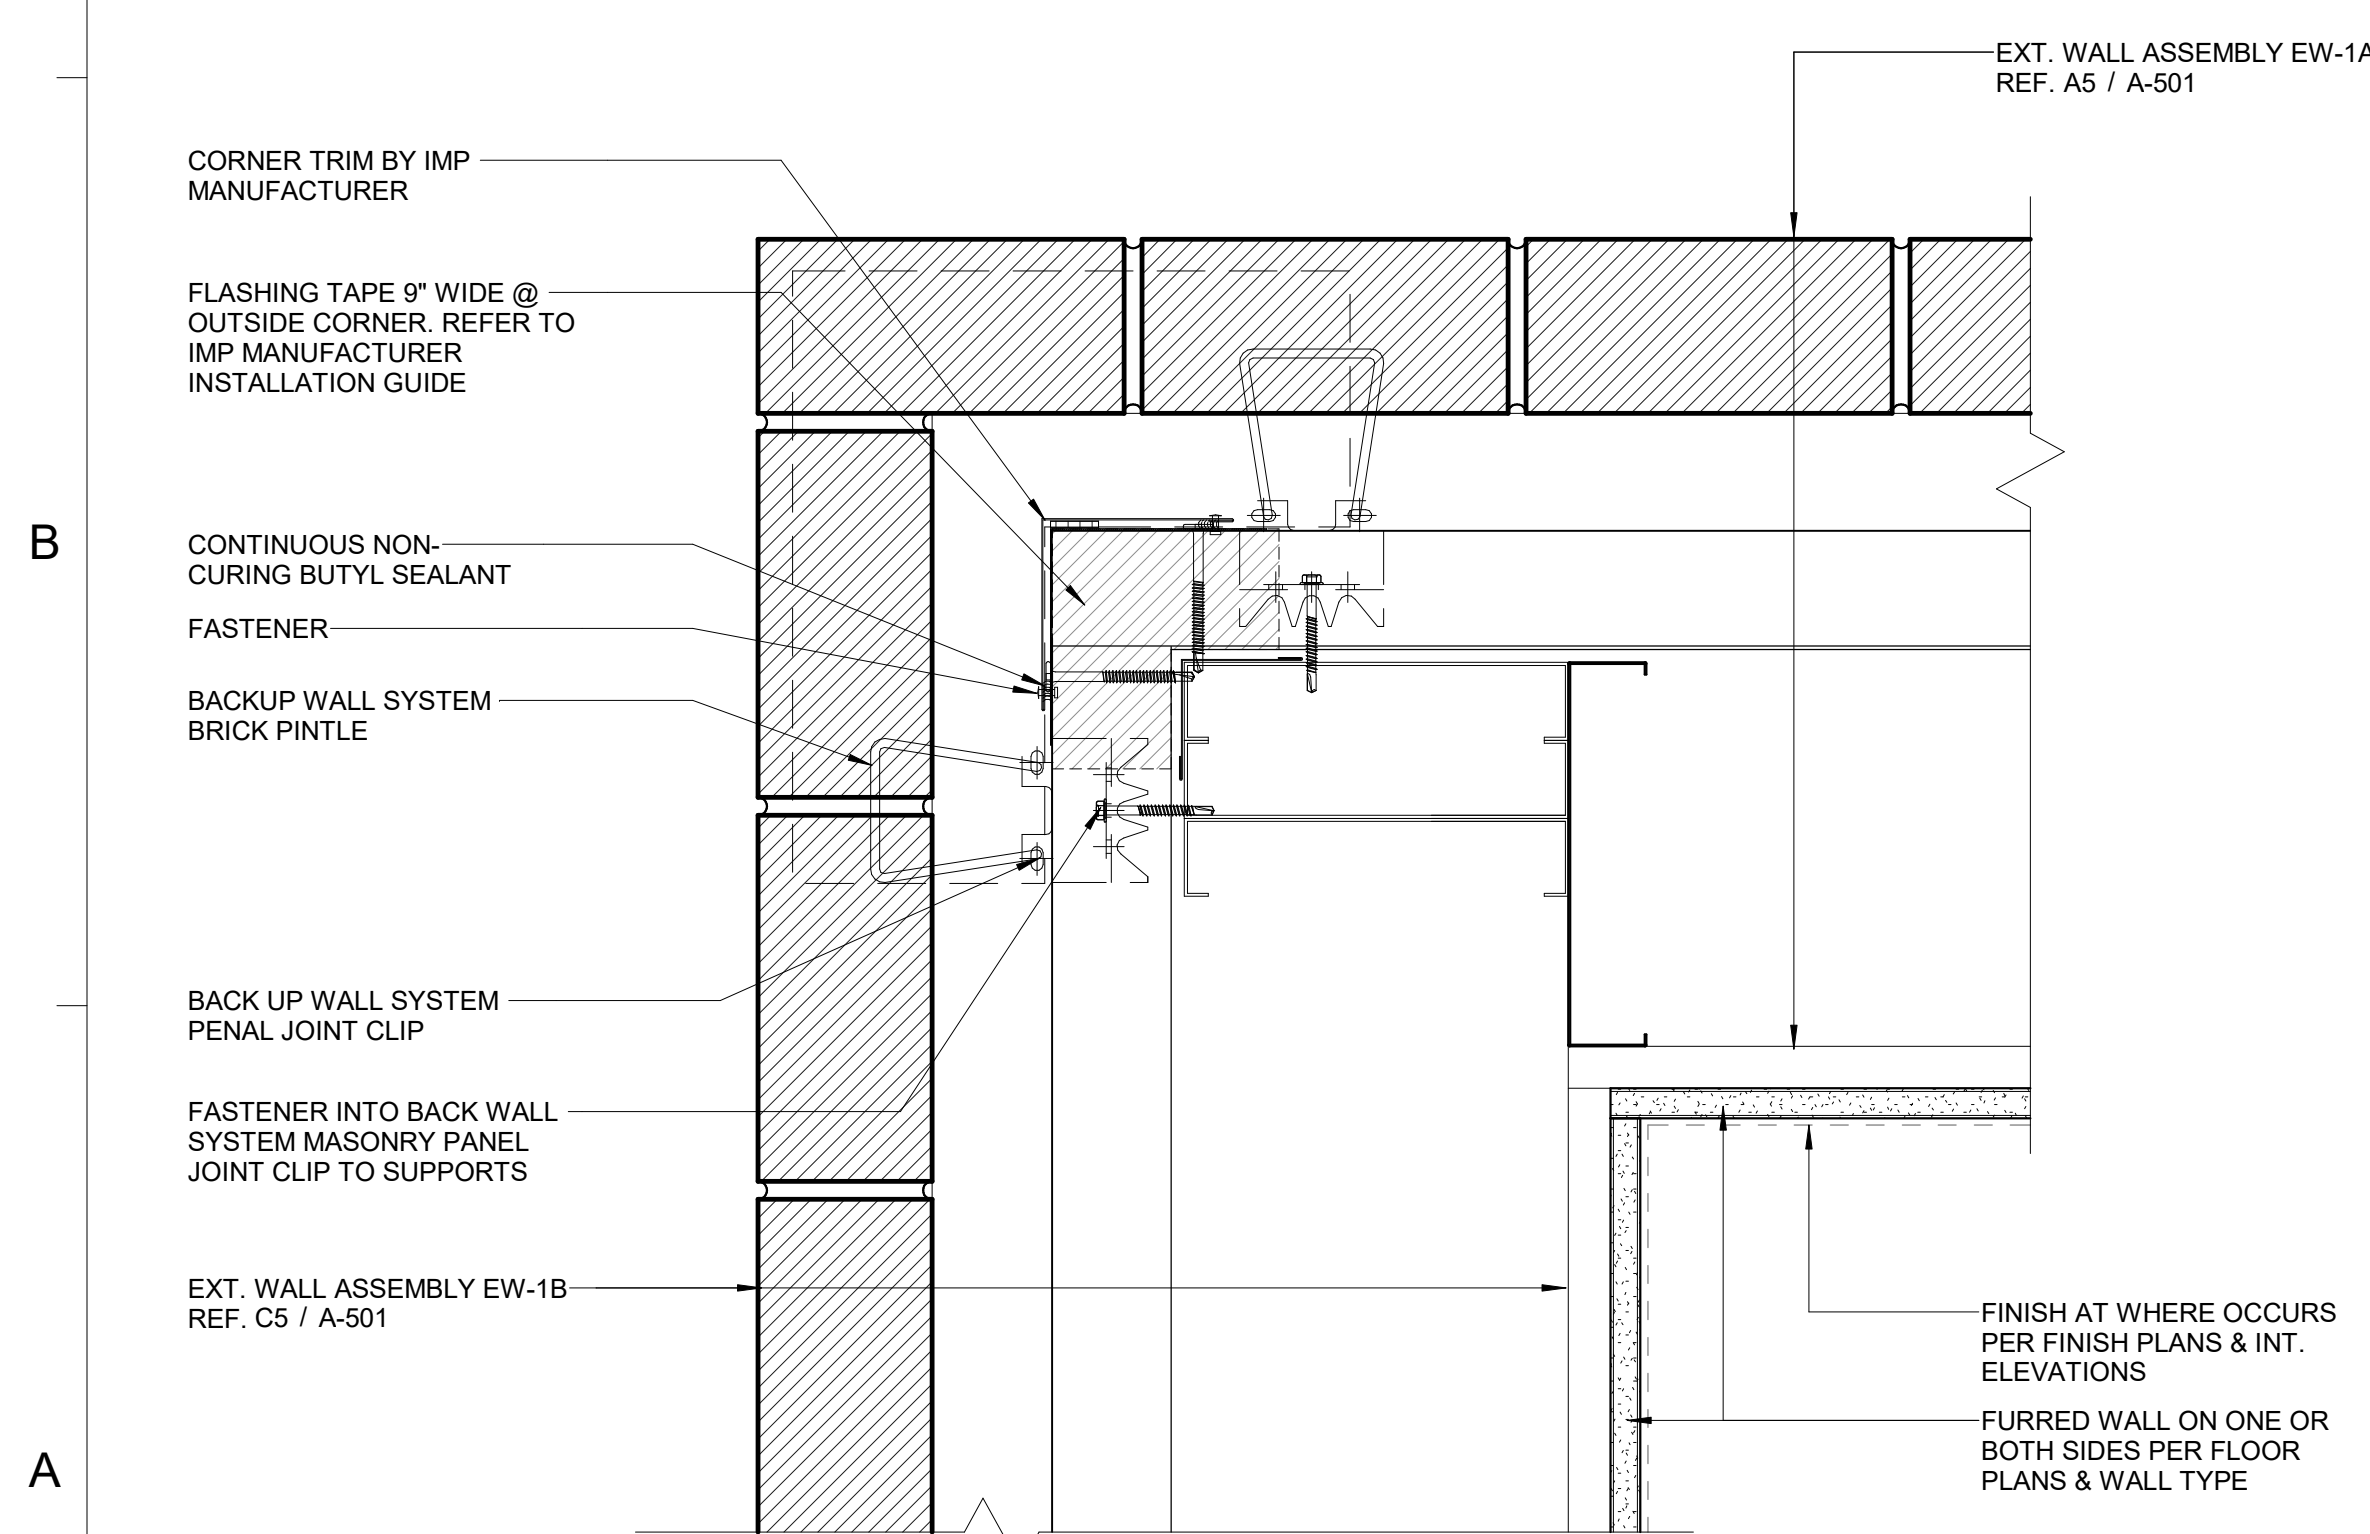 EXT. WALL ASSEMBLY EW-1A
REF. A5 / A-501
CORNER TRIM BY IMP
MANUFACTURER
FLASHING TAPE 9" WIDE @
OUTSIDE CORNER. REFER TO
IMP MANUFACTURER
INSTALLATION GUIDE
B
CONTINUOUS NON-
CURING BUTYL SEALANT
FASTENER
BACKUP WALL SYSTEM
BRICK PINTLE
BACK UP WALL SYSTEM
PENAL JOINT CLIP
FASTENER INTO BACK WALL
SYSTEM MASONRY PANEL
JOINT CLIP TO SUPPORTS
EXT. WALL ASSEMBLY EW-1B
REF. C5 / A-501
FINISH AT WHERE OCCURS
PER FINISH PLANS & INT.
ELEVATIONS
FURRED WALL ON ONE OR
BOTH SIDES PER FLOOR
PLANS & WALL TYPE
A